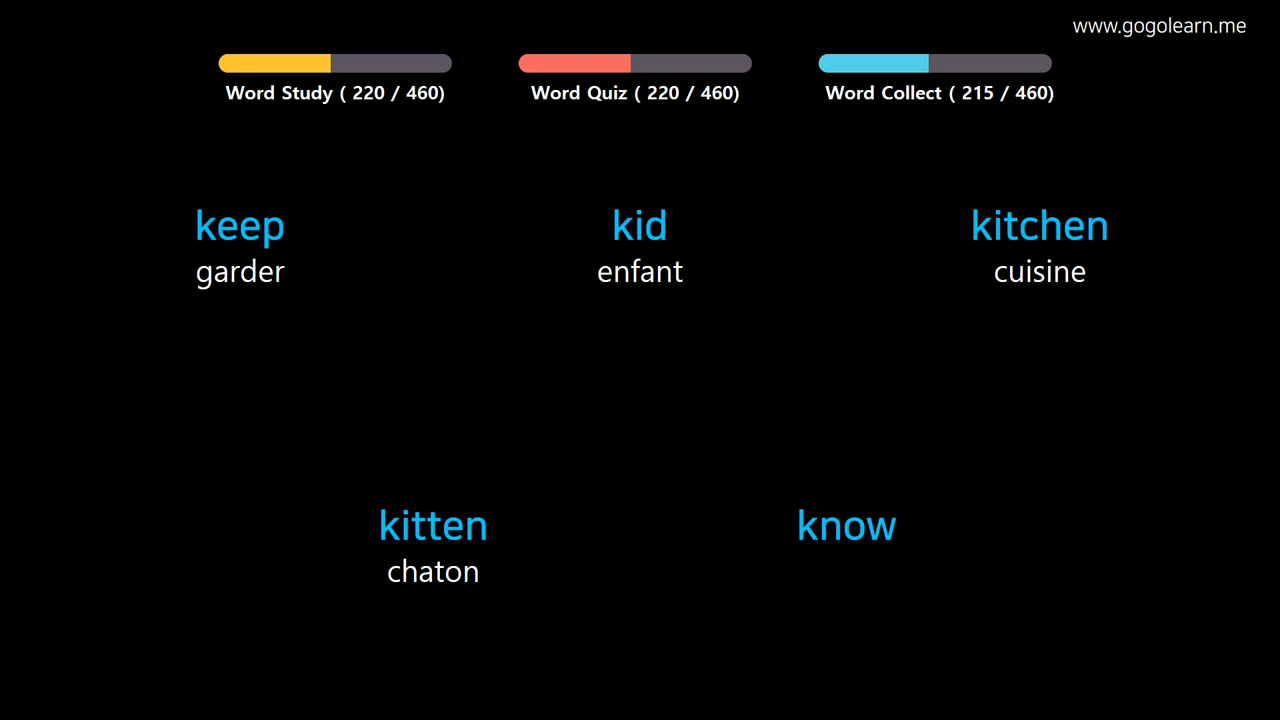 www.gogolearn.me
Word Study ( 220 / 460)
Word Quiz ( 220 / 460)
Word Collect ( 215 / 460)
keep
garder
kid
enfant
kitchen
cuisine
kitten
chaton
know